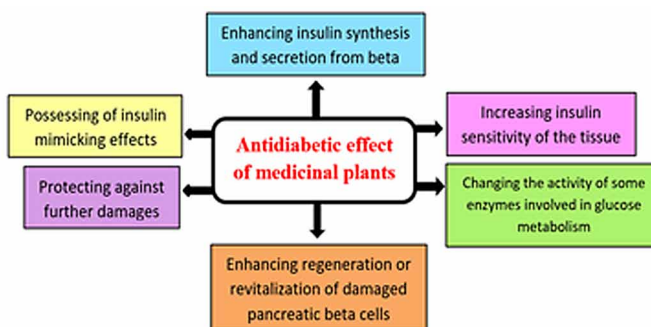 Enhancing insulin synthesis
and secretion from beta
Possessing of insulin
mimicking effects
Increasing insulin
sensitivity of the tissue
Antidiabetic effect
of medicinal plants
Protecting against
further damages
Changing the activity of some
enzymes involved in glucose
metabolism
Enhancing regeneration or
revitalization of damaged
pancreatic beta cells